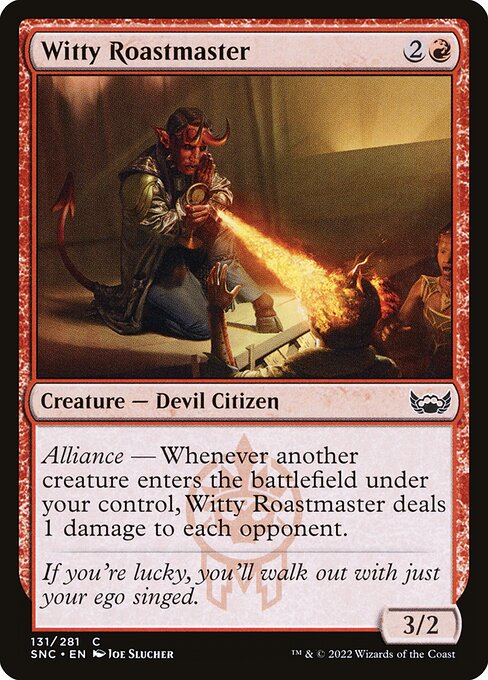 Witty Roastmaster 2
Creature — Devil Citizen
Alliance — Whenever another
creature enters the battlefield under
your control, Witty Roastmaster deals
1 damage to each opponent.
If you're lucky, you'll walk out with just
your ego singed.
3/2
131/281 C
SNC • EN Joe Slucher
™ & © 2022 Wizards of the Coast